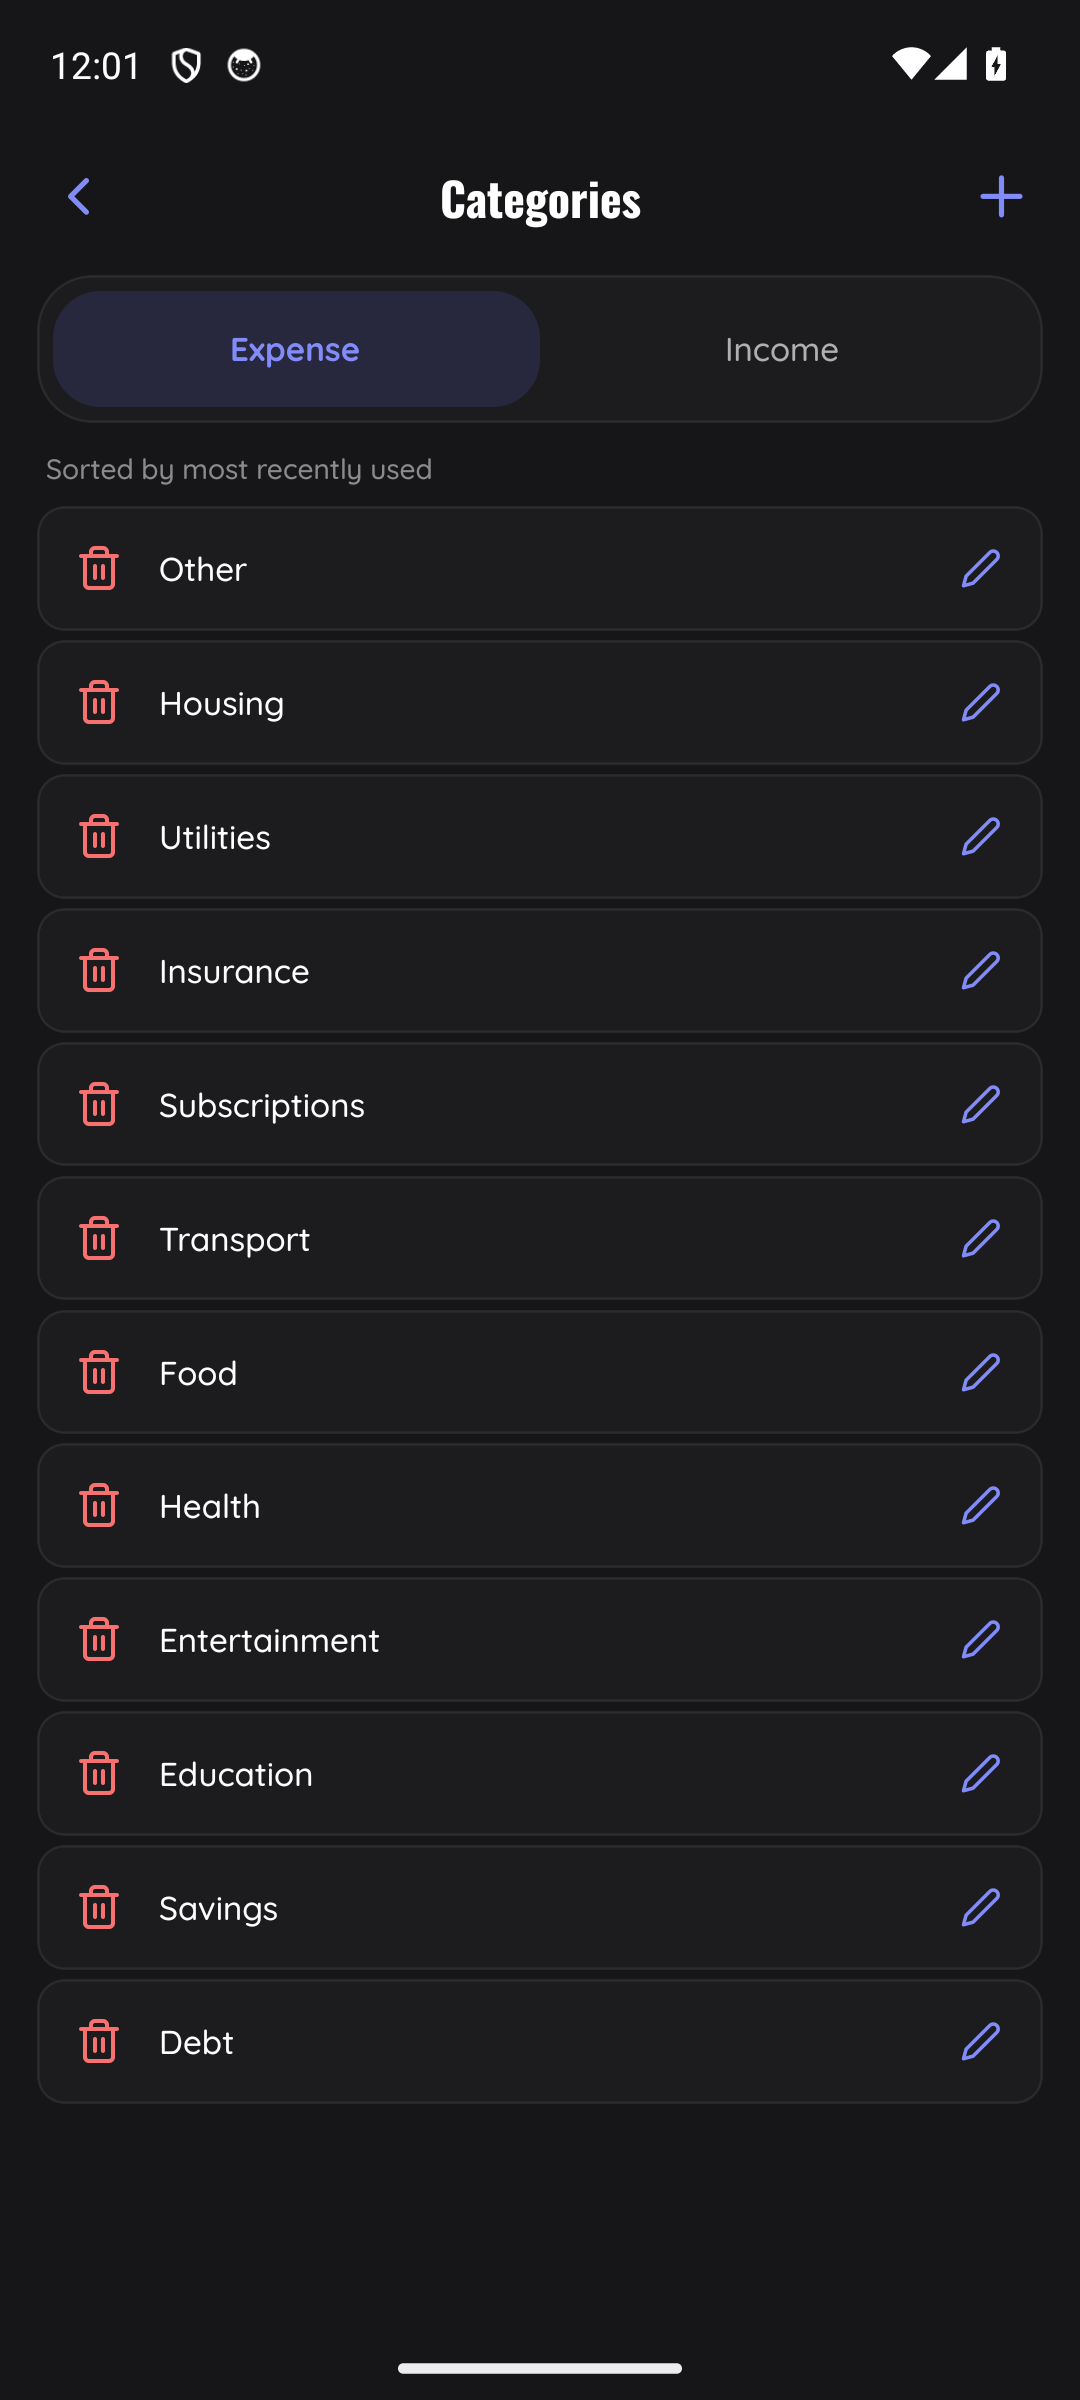 12:01
Categories
Expense
Income
Sorted by most recently used
Other
Housing
Utilities
Insurance
Subscriptions
Transport
Food
Health
Entertainment
Education
Savings
Debt